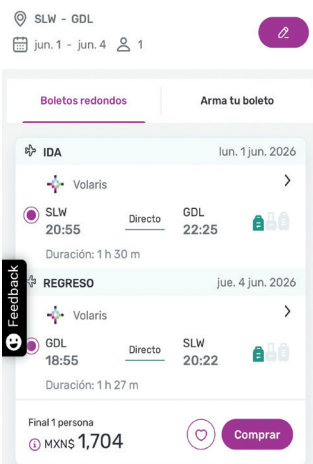 SLW - GDL
jun. 1 - jun. 4 1
Boletos redondos Arma tu boleto
IDA lun. 1 jun. 2026
Volaris
SLW Directo GDL
20:55 22:25
Duración: 1 h 30 m
Feedback
REGRESO jue. 4 jun. 2026
Volaris
GDL Directo SLW
18:55 20:22
Duración: 1 h 27 m
Final 1 persona
MXN$ 1,704
Comprar